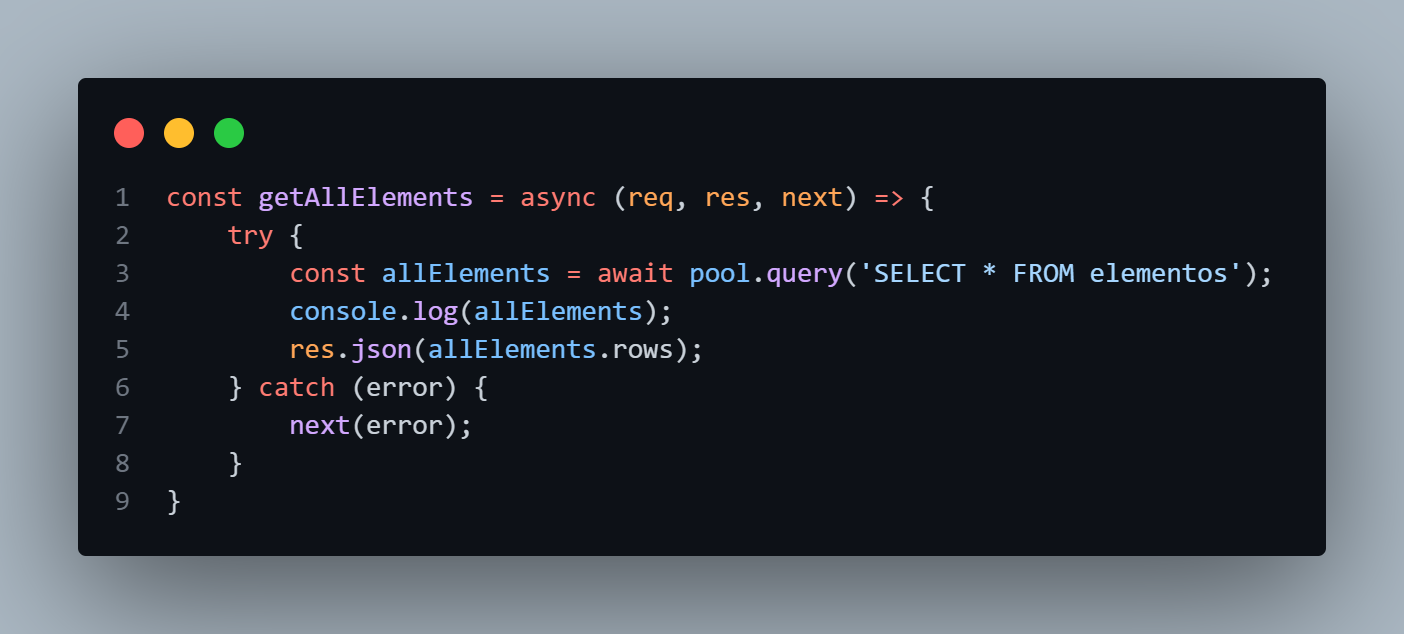 1 const getAllElements = async (req, res, next) => {
2     try {
3         const allElements = await pool.query('SELECT * FROM elementos');
4         console.log(allElements);
5         res.json(allElements.rows);
6     } catch (error) {
7         next(error);
8     }
9 }